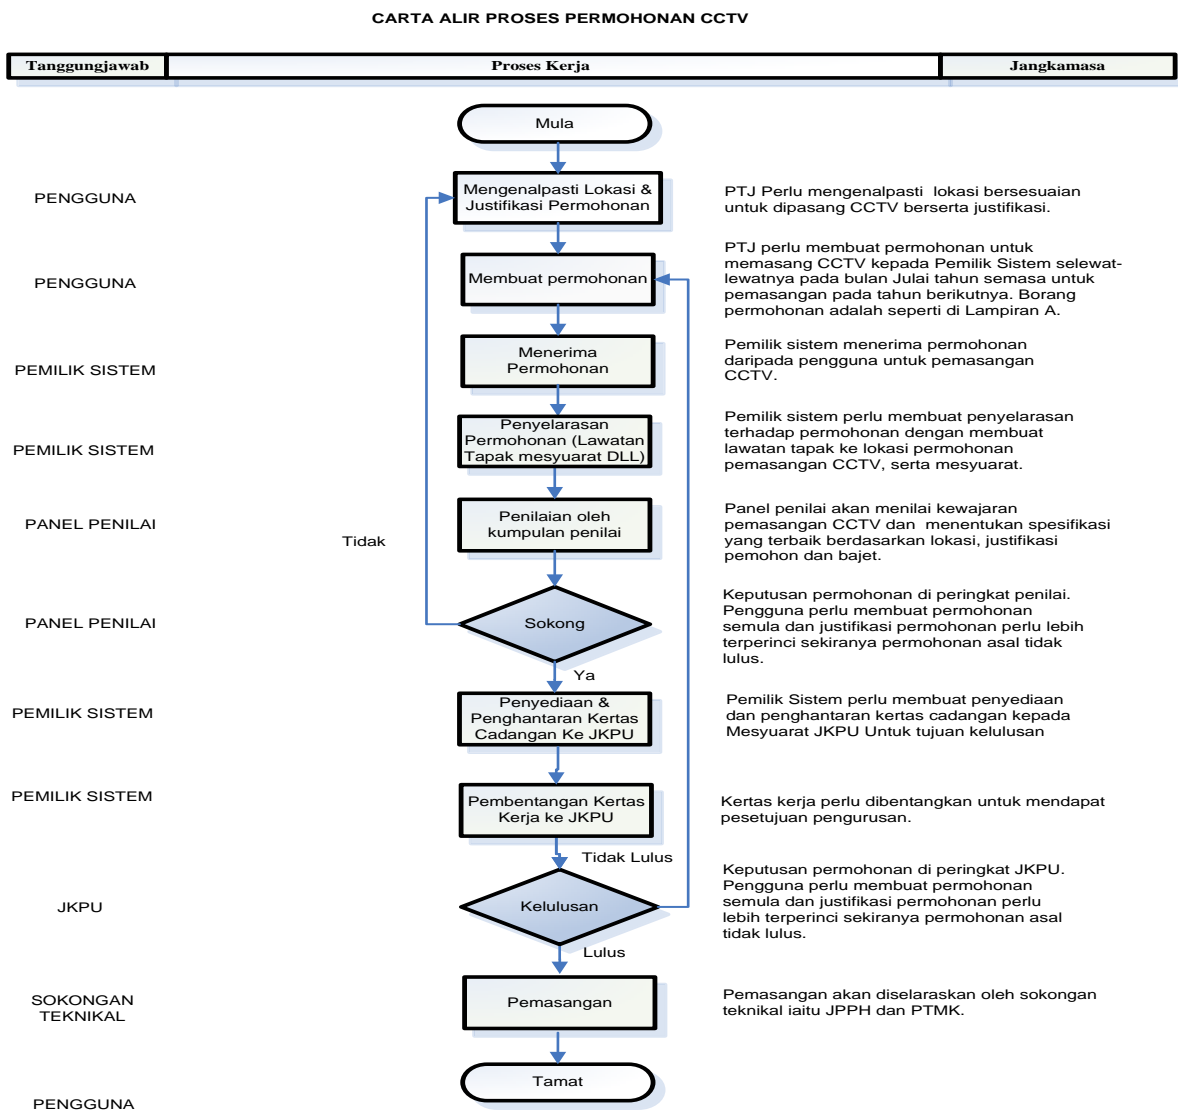 CARTA ALIR PROSES PERMOHONAN CCTV
Tanggungjawab
Proses Kerja
Jangkamasa
Mula
PENGGUNA
Mengenalpasti Lokasi &
Justifikasi Permohonan
PTJ Perlu mengenalpasti lokasi bersesuaian
untuk dipasang CCTV berserta justifikasi.
PENGGUNA
Membuat permohonan
PTJ perlu membuat permohonan untuk
memasang CCTV kepada Pemilik Sistem selewat-
lewatnya pada bulan Julai tahun semasa untuk
pemasangan pada tahun berikutnya. Borang
permohonan adalah seperti di Lampiran A.
PEMILIK SISTEM
Menerima
Permohonan
Pemilik sistem menerima permohonan
daripada pengguna untuk pemasangan
CCTV.
PEMILIK SISTEM
Penyelarasan
Permohonan (Lawatan
Tapak mesyuarat DLL)
Pemilik sistem perlu membuat penyelarasan
terhadap permohonan dengan membuat
lawatan tapak ke lokasi permohonan
pemasangan CCTV, serta mesyuarat.
PANEL PENILAI
Tidak
Penilaian oleh
kumpulan penilai
Panel penilai akan menilai kewajaran
pemasangan CCTV dan menentukan spesifikasi
yang terbaik berdasarkan lokasi, justifikasi
pemohon dan bajet.
PANEL PENILAI
Sokong
Keputusan permohonan di peringkat penilai.
Pengguna perlu membuat permohonan
semula dan justifikasi permohonan perlu lebih
terperinci sekiranya permohonan asal tidak
lulus.
Ya
PEMILIK SISTEM
Penyediaan &
Penghantaran Kertas
Cadangan Ke JKPU
Pemilik Sistem perlu membuat penyediaan
dan penghantaran kertas cadangan kepada
Mesyuarat JKPU Untuk tujuan kelulusan
PEMILIK SISTEM
Pembentangan Kertas
Kerja ke JKPU
Kertas kerja perlu dibentangkan untuk mendapat
pesetujuan pengurusan.
Tidak Lulus
JKPU
Kelulusan
Keputusan permohonan di peringkat JKPU.
Pengguna perlu membuat permohonan
semula dan justifikasi permohonan perlu
lebih terperinci sekiranya permohonan asal
tidak lulus.
Lulus
SOKONGAN
TEKNIKAL
Pemasangan
Pemasangan akan diselaraskan oleh sokongan
teknikal iaitu JPPH dan PTMK.
Tamat
PENGGUNA